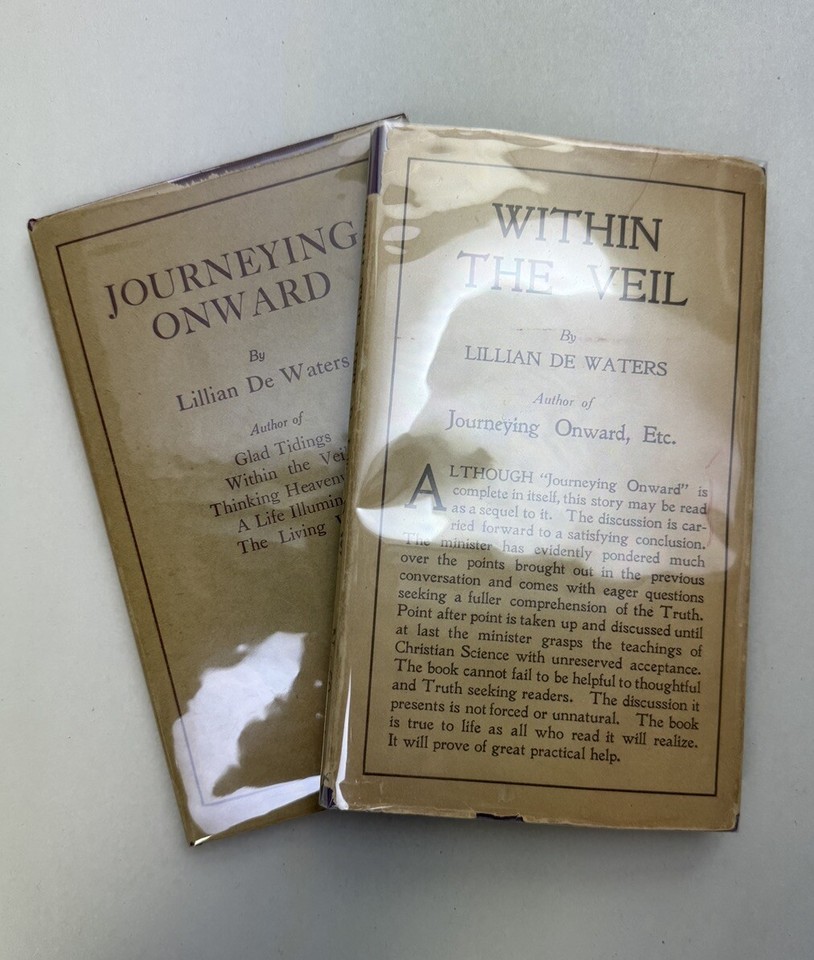 JOURNEYING
ONWARD
By
Lillian De Waters
Author of
Glad Tidings
Within the
Thinking
A Life
The Living
WITHIN
THE VEIL
By
LILLIAN DE WATERS
Author of
Journeying Onward, Etc.
ALTHOUGH "Journeying Onward" is
complete in itself, this story may be read
as a sequel to it. The discussion is car-
ried forward to a satisfying conclusion.
The minister has evidently pondered much
over the points brought out in the previous
conversation and comes with eager questions
seeking a fuller comprehension of the Truth.
Point after point is taken up and discussed until
at last the minister grasps the teachings of
Christian Science with unreserved acceptance.
The book cannot fail to be helpful to thoughtful
and Truth seeking readers. The discussion it
presents is not forced or unnatural. The book
is true to life as all who read it will realize.
It will prove of great practical help.